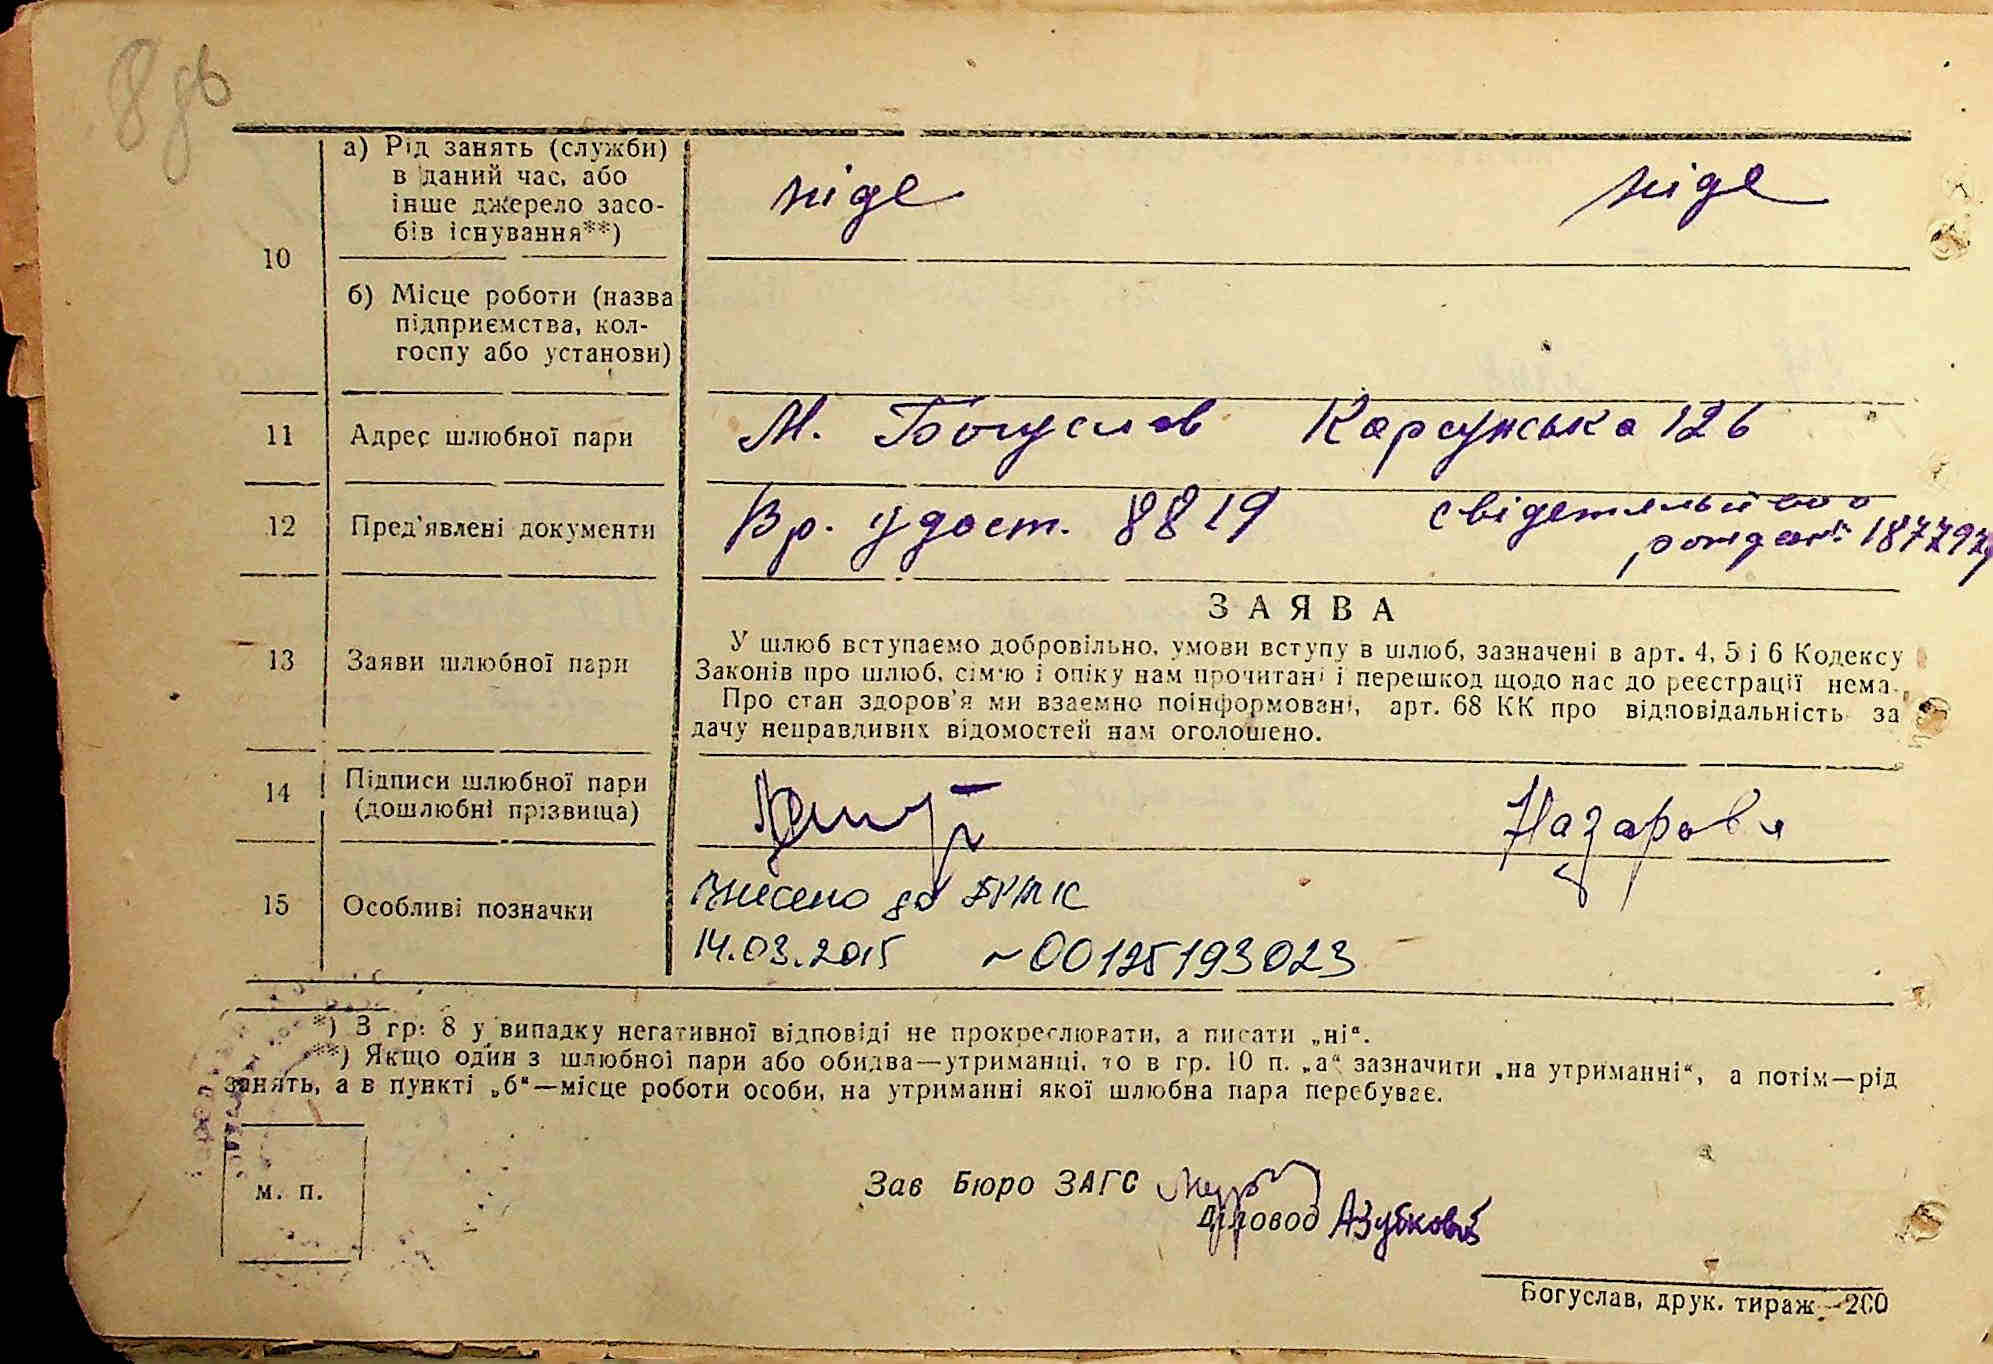 8 зв
10
а) Рід занять (служби)
в даний час, або
інше джерело засо-
бів існування**)
ніде ніде
б) Місце роботи (назва
підприємства, кол-
госпу або установи)
11 Адрес шлюбної пари М. Богуслав Корсунська 126
12 Пред'явлені документи Вр. удост. 8819 свідетельство о
рожден.
13 Заяви шлюбної пари
ЗАЯВА
У шлюб вступаємо добровільно, умови вступу в шлюб, зазначені в арт. 4, 5 і 6 Кодексу
Законів про шлюб, сім'ю і опіку нам прочитані і перешкод щодо нас до реєстрації нема.
Про стан здоров'я ми взаємно поінформовані, арт. 68 КК про відповідальність за
дачу неправдивих відомостей нам оголошено.
14 Підписи шлюбної пари
(дошлюбні прізвища)
Назарова
15 Особливі позначки
Внесено до
14.03.2015 ~00125193023
*) З гр: 8 у випадку негативної відповіді не прокреслювати, а писати „ні“.
**) Якщо один з шлюбної пари або обидва—утриманці, то в гр. 10 п. „а“ зазначити „на утриманні“, а потім—рід
занять, а в пункті „б“—місце роботи особи, на утриманні якої шлюбна пара перебуває.
м. п.
Зав Бюро ЗАГС
Діловод
Богуслав, друк. тираж—200